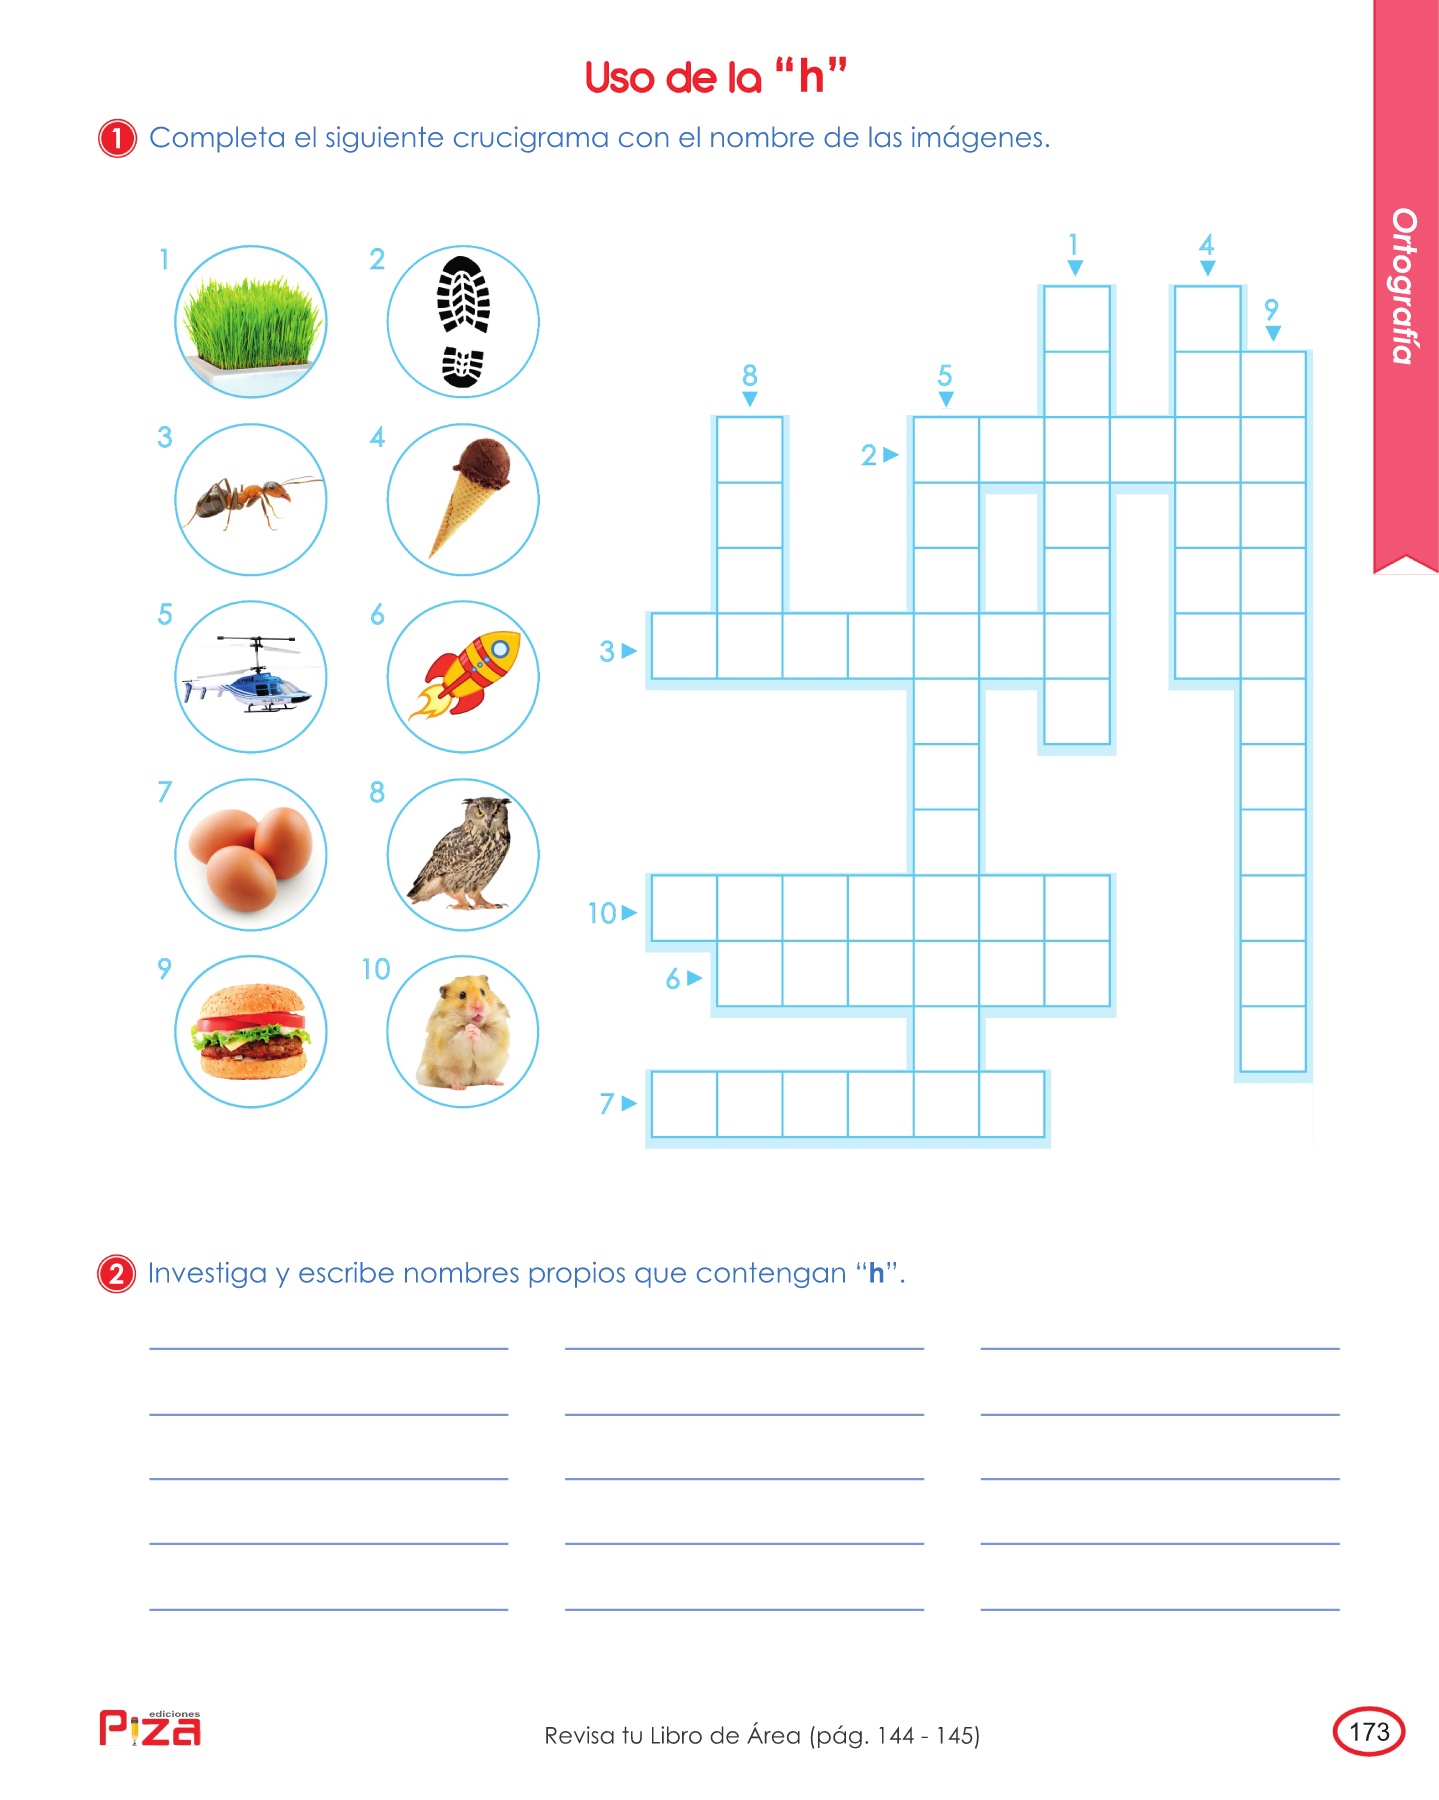 Uso de la “h”
1 Completa el siguiente crucigrama con el nombre de las imágenes.
Ortografía
1 2
3 4
5 6
7 8
9 10
1 4
9
8 5
2
3
10
6
7
2 Investiga y escribe nombres propios que contengan “h”.
ediciones
Piza
Revisa tu Libro de Área (pág. 144 - 145)
173